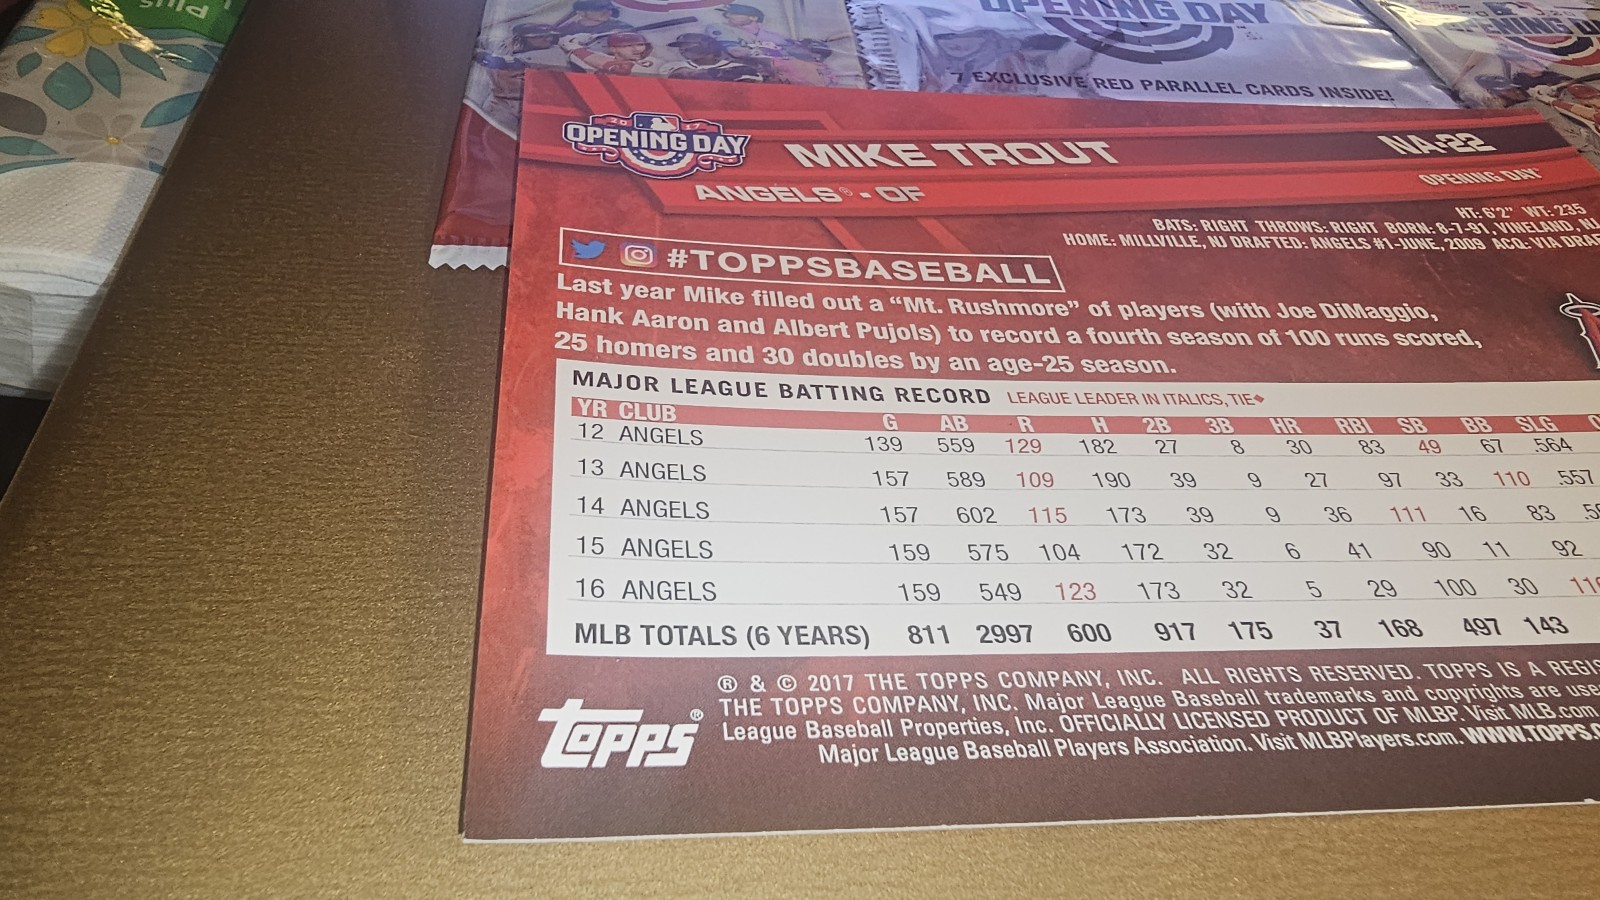 Plus
OPENING DAY
7 EXCLUSIVE RED PARALLEL CARDS INSIDE!
2017
OPENING DAY
MIKE TROUT
NA-22
ANGELS® - OF
OPENING DAY®
HT: 6'2" WT: 235
BATS: RIGHT THROWS: RIGHT BORN: 8-7-91, VINELAND, NJ
HOME: MILLVILLE, NJ DRAFTED: ANGELS #1-JUNE, 2009 ACQ: VIA DRAF
#TOPPSBASEBALL
Last year Mike filled out a “Mt. Rushmore” of players (with Joe DiMaggio,
Hank Aaron and Albert Pujols) to record a fourth season of 100 runs scored,
25 homers and 30 doubles by an age-25 season.
MAJOR LEAGUE BATTING RECORD LEAGUE LEADER IN ITALICS, TIE◆
YR CLUB G AB R H 2B 3B HR RBI SB BB SLG
12 ANGELS 139 559 129 182 27 8 30 83 49 67 .564
13 ANGELS 157 589 109 190 39 9 27 97 33 110 .557
14 ANGELS 157 602 115 173 39 9 36 111 16 83 .5
15 ANGELS 159 575 104 172 32 6 41 90 11 92
16 ANGELS 159 549 123 173 32 5 29 100 30 11
MLB TOTALS (6 YEARS) 811 2997 600 917 175 37 168 497 143
® & © 2017 THE TOPPS COMPANY, INC. ALL RIGHTS RESERVED. TOPPS IS A REGIS
THE TOPPS COMPANY, INC. Major League Baseball trademarks and copyrights are use
League Baseball Properties, Inc. OFFICIALLY LICENSED PRODUCT OF MLBP. Visit MLB.com.
Major League Baseball Players Association. Visit MLBPlayers.com. WWW.TOPPS.
TOPPS®